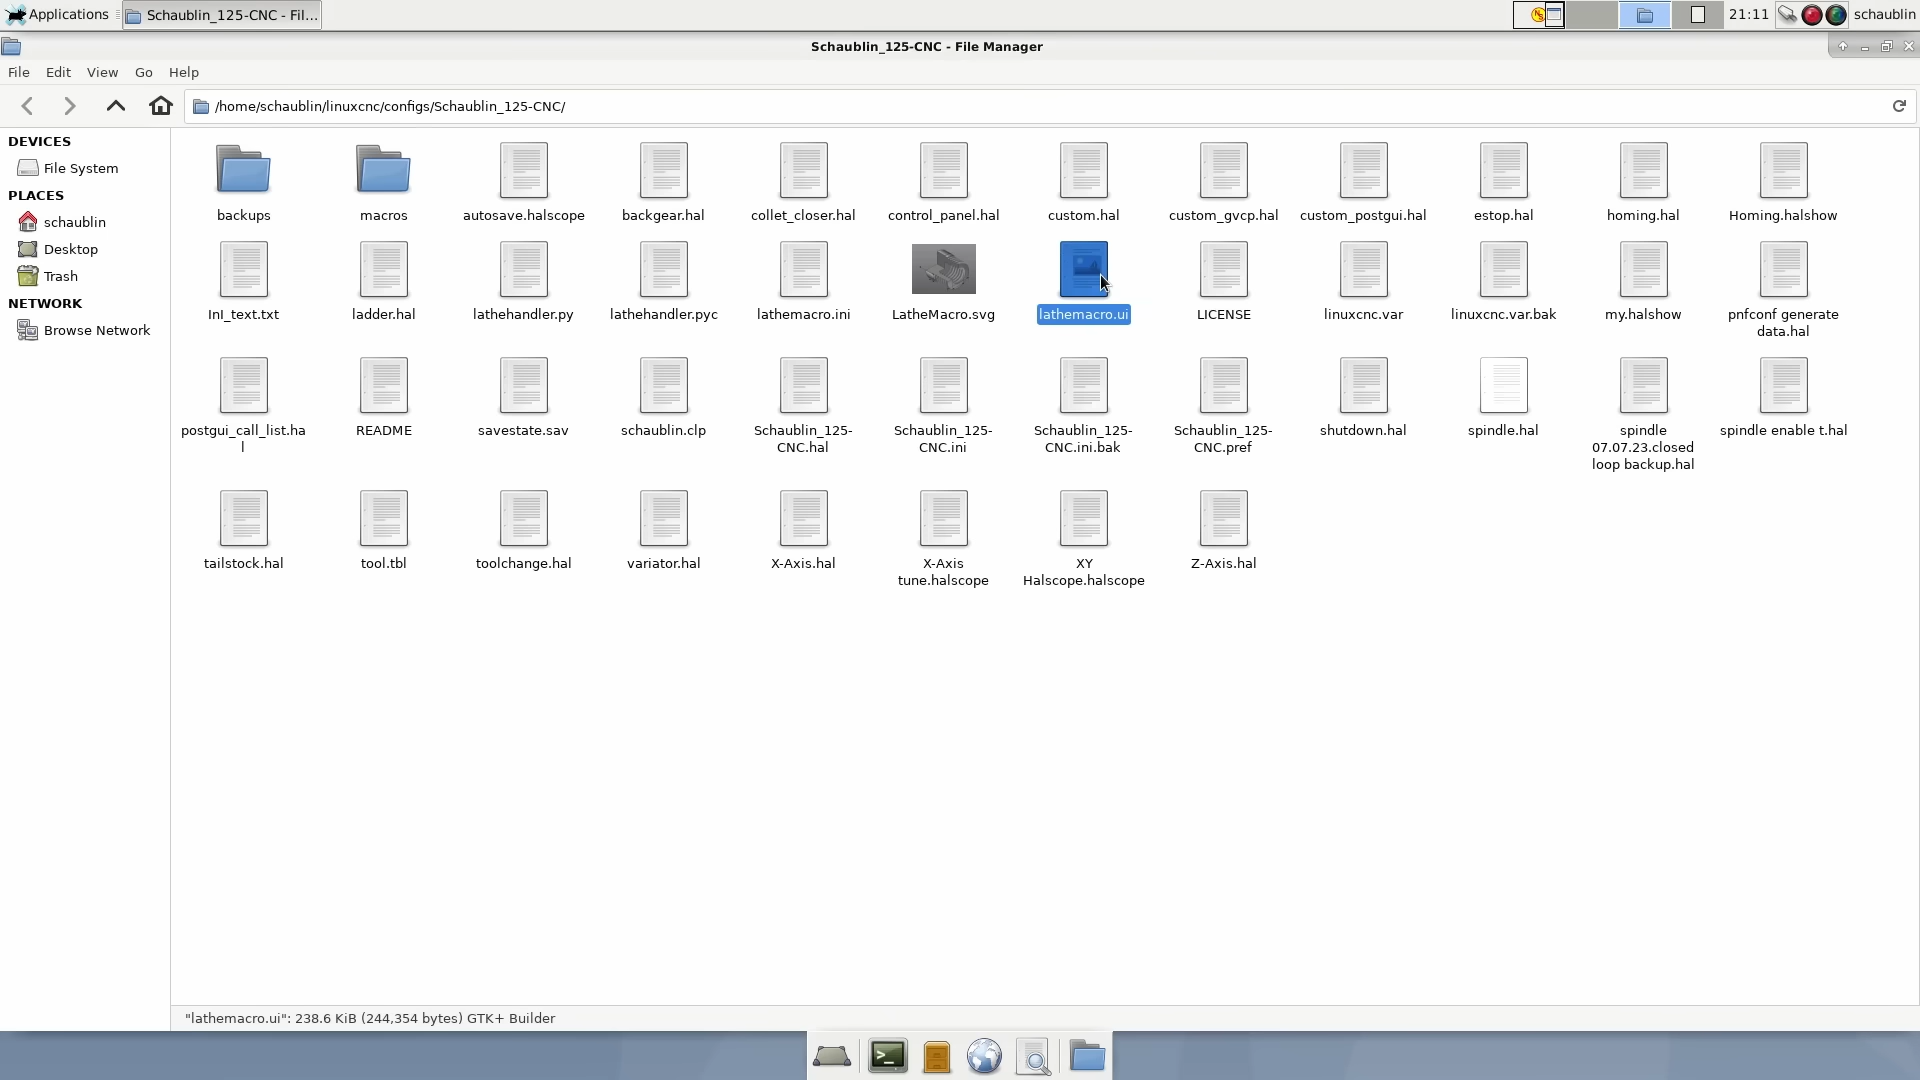 Applications
Schaublin_125-CNC - Fil...
21:11
schaublin
Schaublin_125-CNC - File Manager
File Edit View Go Help
/home/schaublin/linuxcnc/configs/Schaublin_125-CNC/
DEVICES
File System
PLACES
schaublin
Desktop
Trash
NETWORK
Browse Network
backups
macros
autosave.halscope
backgear.hal
collet_closer.hal
control_panel.hal
custom.hal
custom_gvcp.hal
custom_postgui.hal
estop.hal
homing.hal
Homing.halshow
InI_text.txt
ladder.hal
lathehandler.py
lathehandler.pyc
lathemacro.ini
LatheMacro.svg
lathemacro.ui
LICENSE
linuxcnc.var
linuxcnc.var.bak
my.halshow
pnfconf generate
data.hal
postgui_call_list.ha
l
README
savestate.sav
schaublin.clp
Schaublin_125-
CNC.hal
Schaublin_125-
CNC.ini
Schaublin_125-
CNC.ini.bak
Schaublin_125-
CNC.pref
shutdown.hal
spindle.hal
spindle
07.07.23.closed
loop backup.hal
spindle enable t.hal
tailstock.hal
tool.tbl
toolchange.hal
variator.hal
X-Axis.hal
X-Axis
tune.halscope
XY
Halscope.halscope
Z-Axis.hal
"lathemacro.ui": 238.6 KiB (244,354 bytes) GTK+ Builder